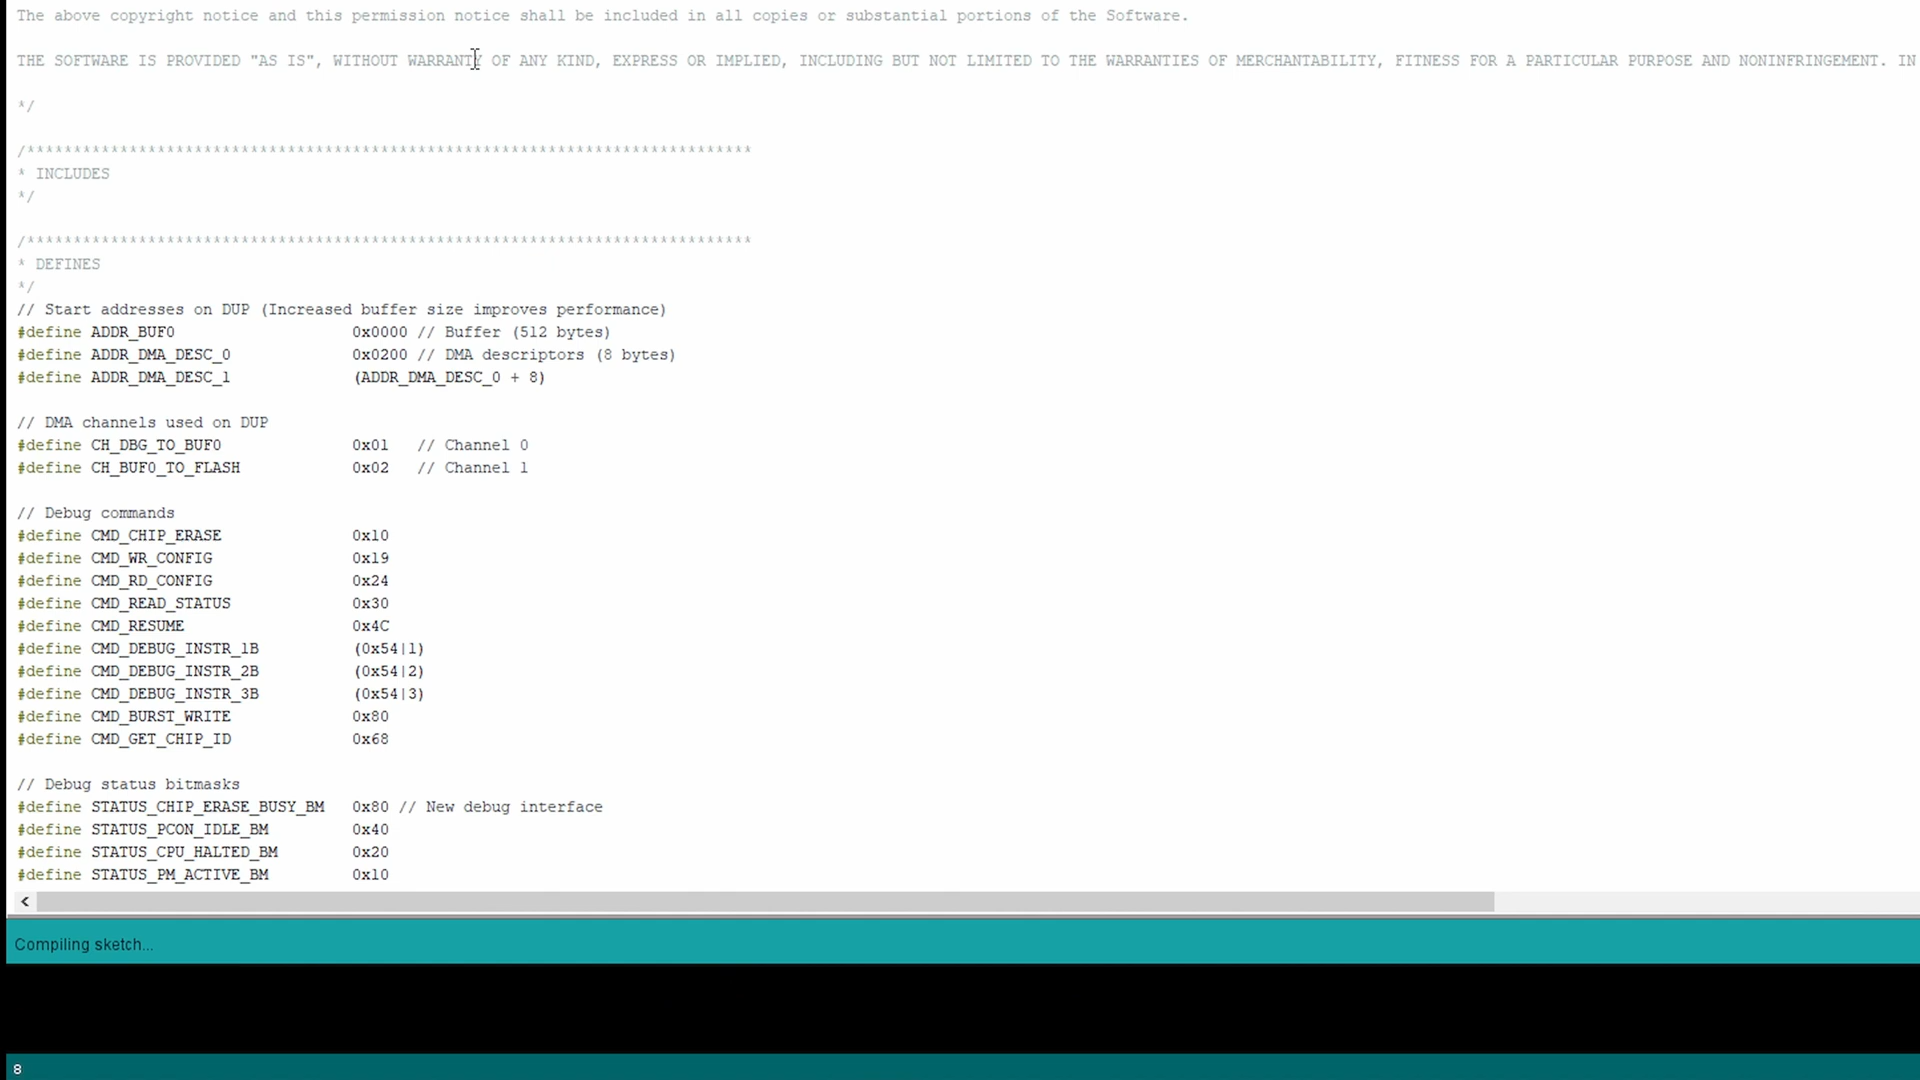 The above copyright notice and this permission notice shall be included in all copies or substantial portions of the Software.
THE SOFTWARE IS PROVIDED "AS IS", WITHOUT WARRANTY OF ANY KIND, EXPRESS OR IMPLIED, INCLUDING BUT NOT LIMITED TO THE WARRANTIES OF MERCHANTABILITY, FITNESS FOR A PARTICULAR PURPOSE AND NONINFRINGEMENT. IN
*/
/******************************************************************************
* INCLUDES
*/
/******************************************************************************
* DEFINES
*/
// Start addresses on DUP (Increased buffer size improves performance)
#define ADDR_BUF0 0x0000 // Buffer (512 bytes)
#define ADDR_DMA_DESC_0 0x0200 // DMA descriptors (8 bytes)
#define ADDR_DMA_DESC_1 (ADDR_DMA_DESC_0 + 8)
// DMA channels used on DUP
#define CH_DBG_TO_BUF0 0x01 // Channel 0
#define CH_BUF0_TO_FLASH 0x02 // Channel 1
// Debug commands
#define CMD_CHIP_ERASE 0x10
#define CMD_WR_CONFIG 0x19
#define CMD_RD_CONFIG 0x24
#define CMD_READ_STATUS 0x30
#define CMD_RESUME 0x4C
#define CMD_DEBUG_INSTR_1B (0x54|1)
#define CMD_DEBUG_INSTR_2B (0x54|2)
#define CMD_DEBUG_INSTR_3B (0x54|3)
#define CMD_BURST_WRITE 0x80
#define CMD_GET_CHIP_ID 0x68
// Debug status bitmasks
#define STATUS_CHIP_ERASE_BUSY_BM 0x80 // New debug interface
#define STATUS_PCON_IDLE_BM 0x40
#define STATUS_CPU_HALTED_BM 0x20
#define STATUS_PM_ACTIVE_BM 0x10
Compiling sketch...
8